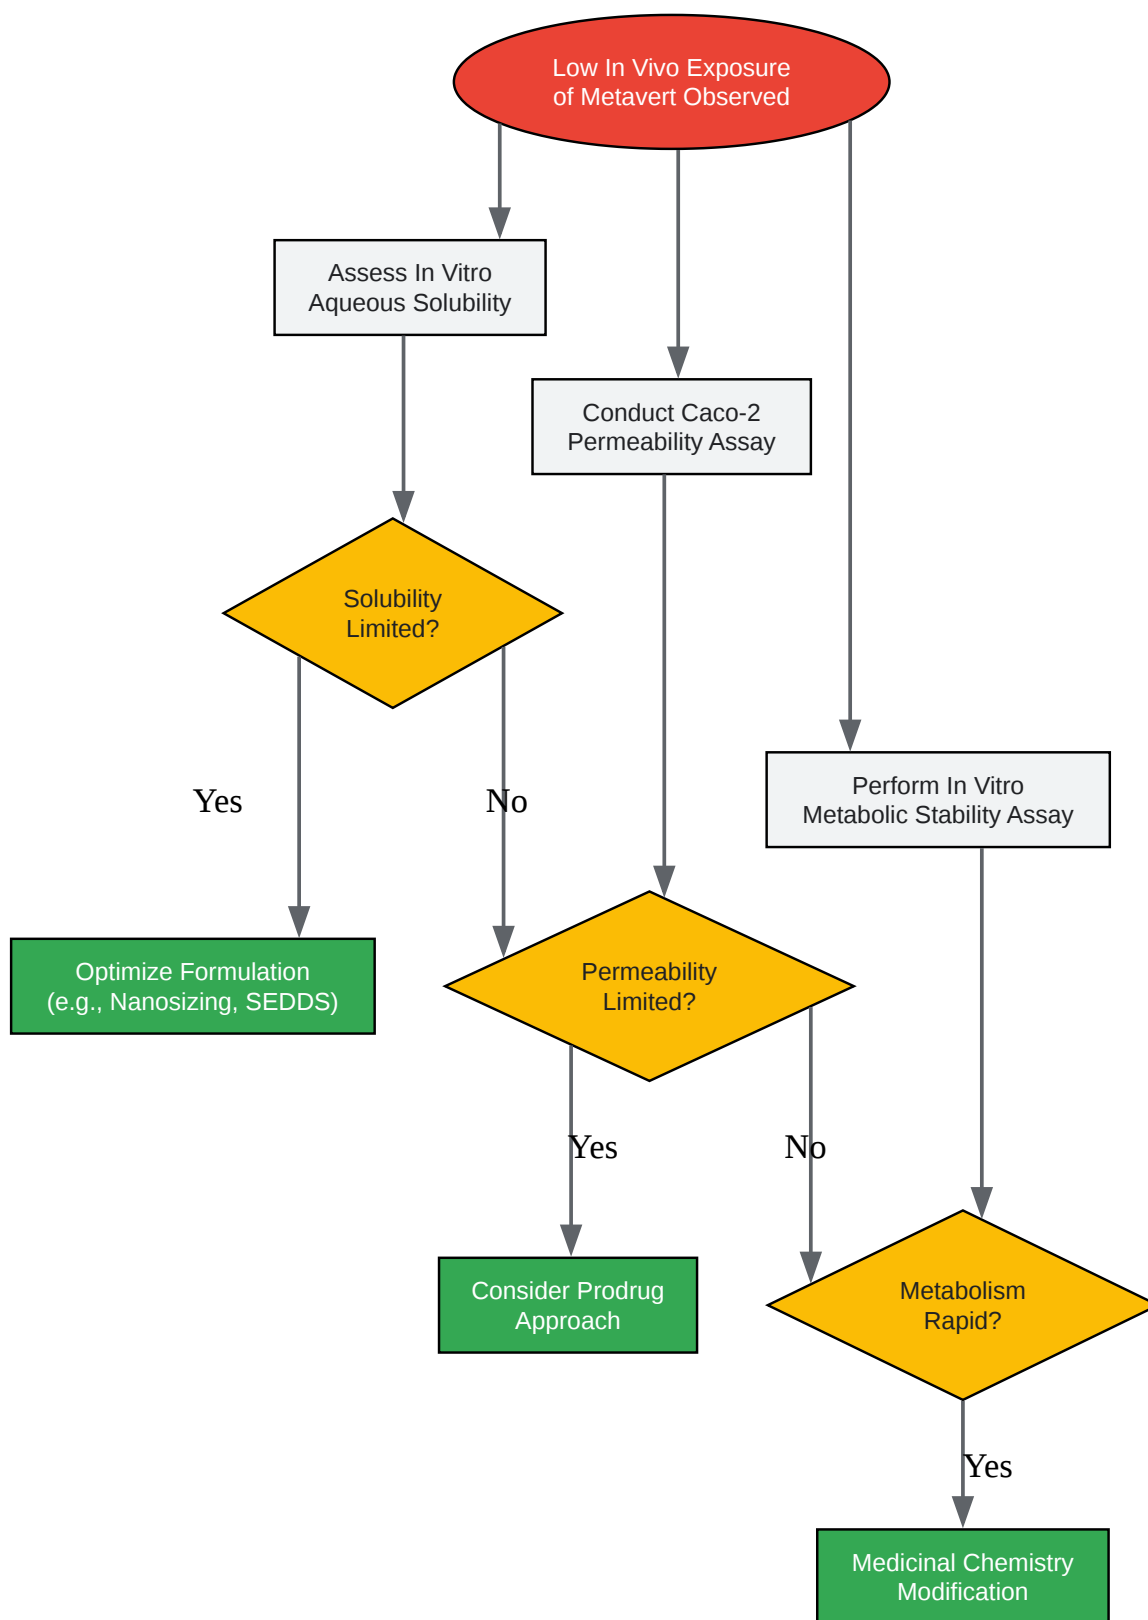 Low In Vivo Exposure
of Metavert Observed
Assess In Vitro
Aqueous Solubility
Conduct Caco-2
Permeability Assay
Solubility
Limited?
Perform In Vitro
Metabolic Stability Assay
Yes
No
Optimize Formulation
(e.g., Nanosizing, SEDDS)
Permeability
Limited?
Yes
No
Consider Prodrug
Approach
Metabolism
Rapid?
Yes
Medicinal Chemistry
Modification